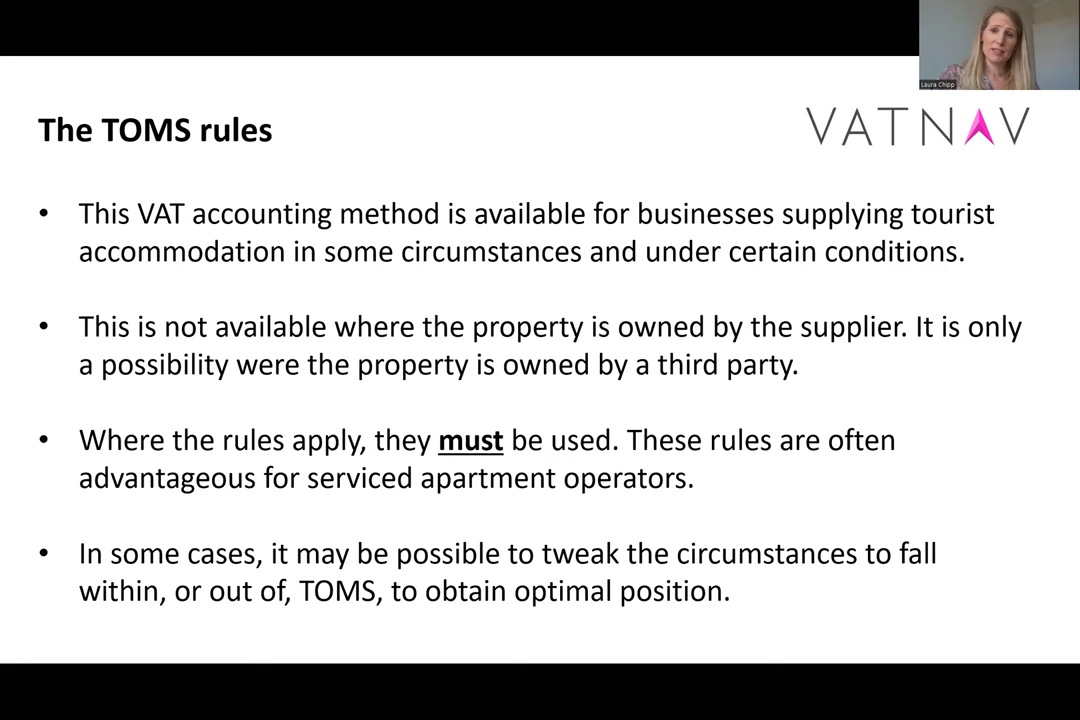 Laura Chipp
The TOMS rules
VATNAV
• This VAT accounting method is available for businesses supplying tourist
accommodation in some circumstances and under certain conditions.
• This is not available where the property is owned by the supplier. It is only
a possibility were the property is owned by a third party.
• Where the rules apply, they must be used. These rules are often
advantageous for serviced apartment operators.
• In some cases, it may be possible to tweak the circumstances to fall
within, or out of, TOMS, to obtain optimal position.